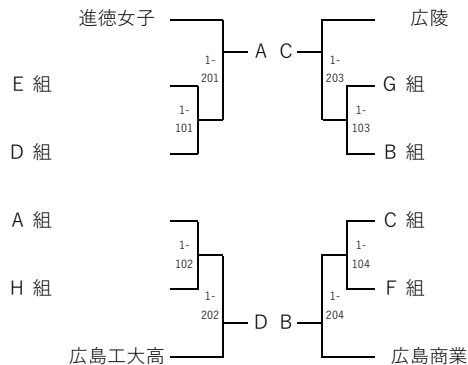 進徳女子 広陵
A C
1-201 1-203
E 組 G 組
1-101 1-103
D 組 B 組
A 組 C 組
1-102 1-104
H 組 F 組
1-202 1-204
D B
広島工大高 広島商業